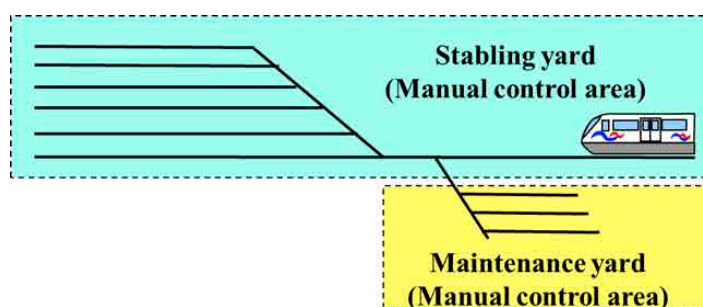 Stabling yard
(Manual control area)
Maintenance yard
(Manual control area)